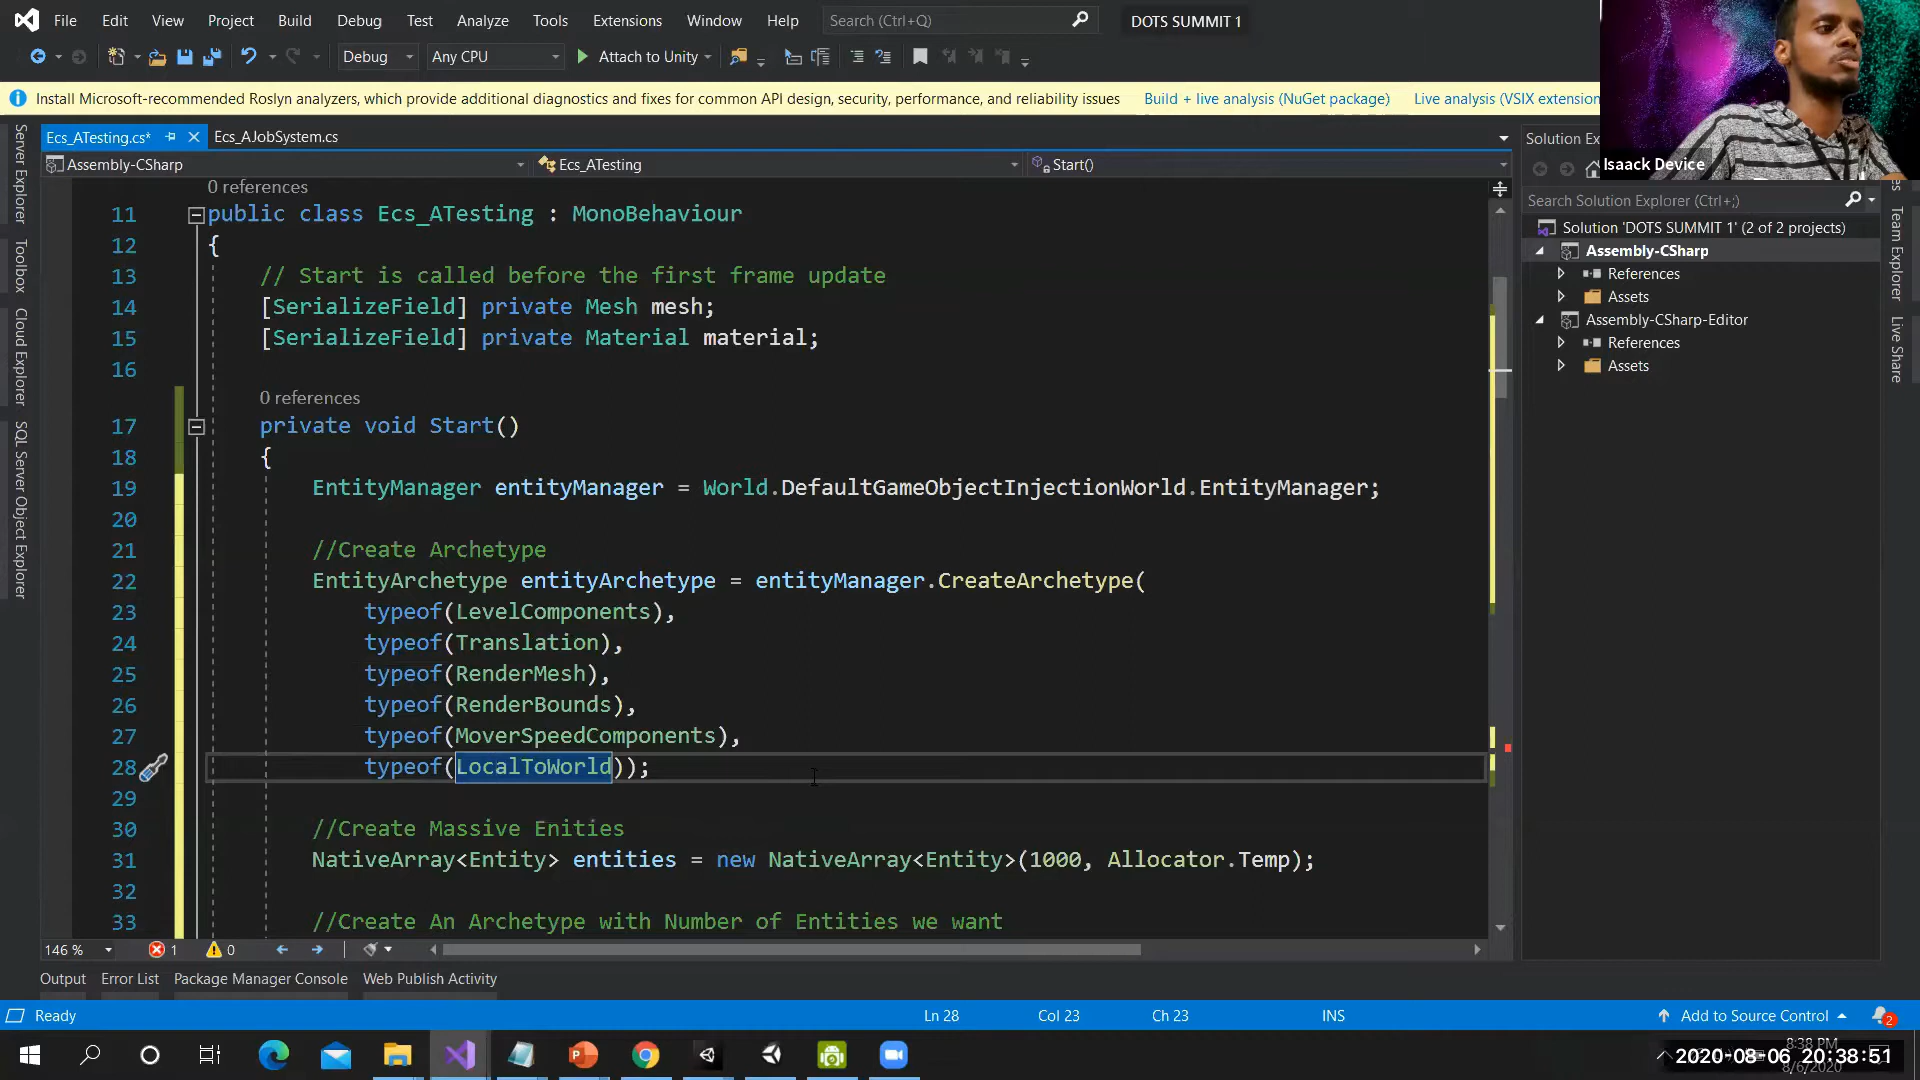 File Edit View Project Build Debug Test Analyze Tools Extensions Window Help Search (Ctrl+Q) DOTS SUMMIT 1
Debug Any CPU Attach to Unity
Install Microsoft-recommended Roslyn analyzers, which provide additional diagnostics and fixes for common API design, security, performance, and reliability issues Build + live analysis (NuGet package) Live analysis (VSIX extension
Ecs_ATesting.cs* Ecs_AJobSystem.cs
Assembly-CSharp Ecs_ATesting Start()
0 references
11 public class Ecs_ATesting : MonoBehaviour
12 {
13 // Start is called before the first frame update
14 [SerializeField] private Mesh mesh;
15 [SerializeField] private Material material;
16
0 references
17 private void Start()
18 {
19 EntityManager entityManager = World.DefaultGameObjectInjectionWorld.EntityManager;
20
21 //Create Archetype
22 EntityArchetype entityArchetype = entityManager.CreateArchetype(
23 typeof(LevelComponents),
24 typeof(Translation),
25 typeof(RenderMesh),
26 typeof(RenderBounds),
27 typeof(MoverSpeedComponents),
28 typeof(LocalToWorld));
29
30 //Create Massive Enities
31 NativeArray<Entity> entities = new NativeArray<Entity>(1000, Allocator.Temp);
32
33 //Create An Archetype with Number of Entities we want
146 % 1 0
Output Error List Package Manager Console Web Publish Activity
Ready Ln 28 Col 23 Ch 23 INS Add to Source Control 2
Server Explorer
Toolbox
Cloud Explorer
SQL Server Object Explorer
Solution Ex
Isaack Device
Search Solution Explorer (Ctrl+;)
Solution 'DOTS SUMMIT 1' (2 of 2 projects)
Assembly-CSharp
References
Assets
Assembly-CSharp-Editor
References
Assets
Team Explorer
Live Share
8:38 PM
2020-08-06 20:38:51
8/6/2020